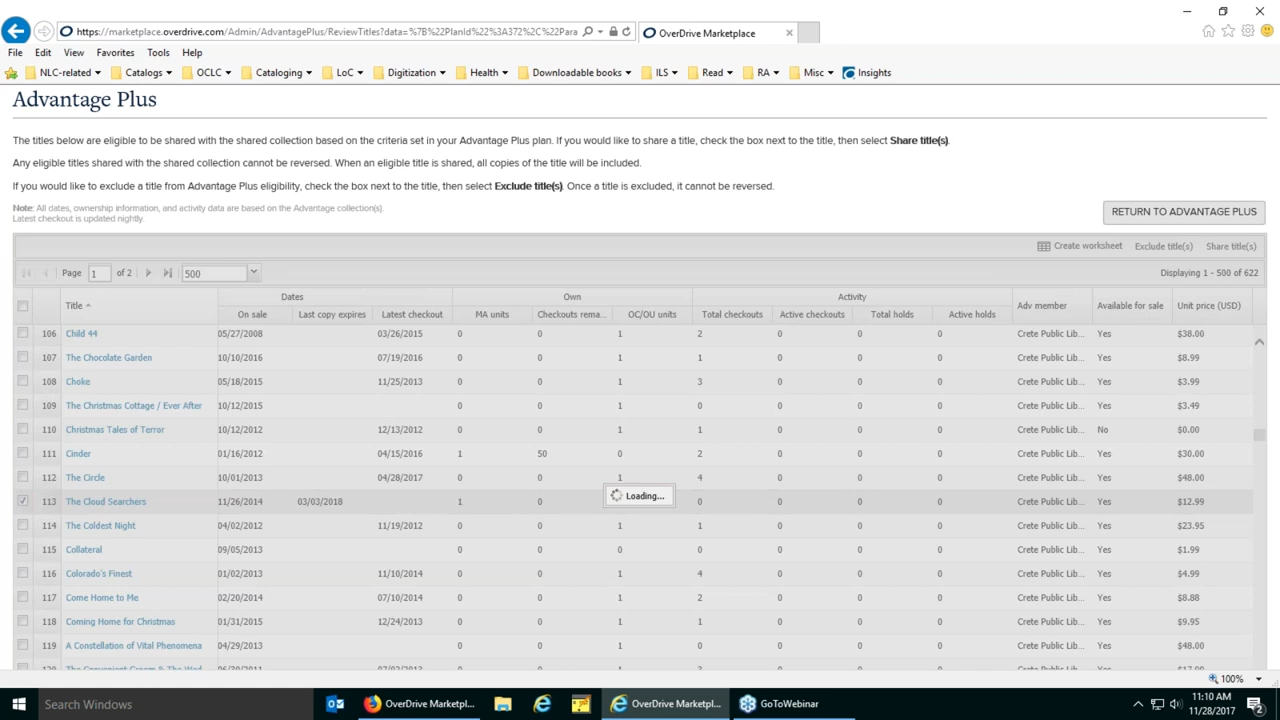 https://marketplace.overdrive.com/Admin/AdvantagePlus/ReviewTitles?data=%7B%22PlanId%22%3A372%2C%22Para
OverDrive Marketplace
File Edit View Favorites Tools Help
NLC-related Catalogs OCLC Cataloging LoC Digitization Health Downloadable books ILS Read RA Misc Insights
Advantage Plus
The titles below are eligible to be shared with the shared collection based on the criteria set in your Advantage Plus plan. If you would like to share a title, check the box next to the title, then select Share title(s).
Any eligible titles shared with the shared collection cannot be reversed. When an eligible title is shared, all copies of the title will be included.
If you would like to exclude a title from Advantage Plus eligibility, check the box next to the title, then select Exclude title(s). Once a title is excluded, it cannot be reversed.
Note: All dates, ownership information, and activity data are based on the Advantage collection(s).
Latest checkout is updated nightly.
RETURN TO ADVANTAGE PLUS
Create worksheet Exclude title(s) Share title(s)
Page 1 of 2 500 Displaying 1 - 500 of 622
Dates Own Activity
Title Adv member Available for sale Unit price (USD)
On sale Last copy expires Latest checkout MA units Checkouts rema... OC/OU units Total checkouts Active checkouts Total holds Active holds
106 Child 44 05/27/2008 03/26/2015 0 0 1 2 0 0 0 Crete Public Lib... Yes $38.00
107 The Chocolate Garden 10/10/2016 07/19/2016 0 0 1 1 0 0 0 Crete Public Lib... Yes $8.99
108 Choke 05/18/2015 11/25/2013 0 0 1 3 0 0 0 Crete Public Lib... Yes $3.99
109 The Christmas Cottage / Ever After 10/12/2015 0 0 1 0 0 0 0 Crete Public Lib... Yes $3.49
110 Christmas Tales of Terror 10/12/2012 12/13/2012 0 0 1 1 0 0 0 Crete Public Lib... No $0.00
111 Cinder 01/16/2012 04/15/2016 1 50 0 2 0 0 0 Crete Public Lib... Yes $30.00
112 The Circle 10/01/2013 04/28/2017 0 0 1 4 0 0 0 Crete Public Lib... Yes $48.00
Loading...
113 The Cloud Searchers 11/26/2014 03/03/2018 1 0 0 0 0 0 Crete Public Lib... Yes $12.99
114 The Coldest Night 04/02/2012 11/19/2012 0 0 1 1 0 0 0 Crete Public Lib... Yes $23.95
115 Collateral 09/05/2013 0 0 0 0 0 0 0 Crete Public Lib... Yes $1.99
116 Colorado's Finest 01/02/2013 11/10/2014 0 0 1 4 0 0 0 Crete Public Lib... Yes $4.99
117 Come Home to Me 02/20/2014 07/10/2014 0 0 1 2 0 0 0 Crete Public Lib... Yes $8.88
118 Coming Home for Christmas 01/31/2015 12/24/2013 0 0 1 1 0 0 0 Crete Public Lib... Yes $9.95
119 A Constellation of Vital Phenomena 04/29/2013 0 0 1 0 0 0 0 Crete Public Lib... Yes $48.00
100%
Search Windows OverDrive Marketpl... OverDrive Marketpl... GoToWebinar
11:10 AM
11/28/2017
2